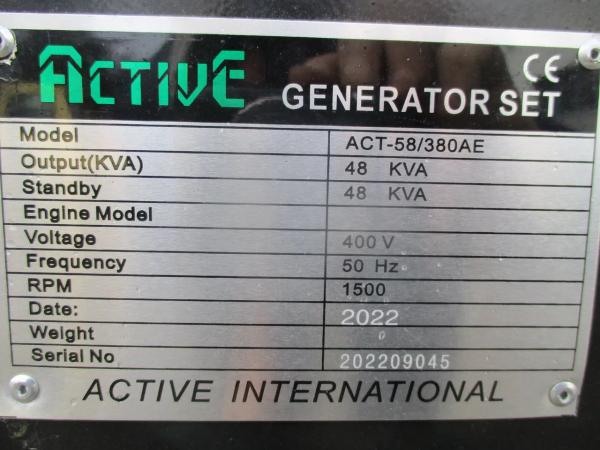 ACTIVE
CE
GENERATOR SET
Model ACT-58/380AE
Output(KVA) 48 KVA
Standby 48 KVA
Engine Model
Voltage 400 V
Frequency 50 Hz
RPM 1500
Date: 2022
Weight 0
Serial No 202209045
ACTIVE INTERNATIONAL